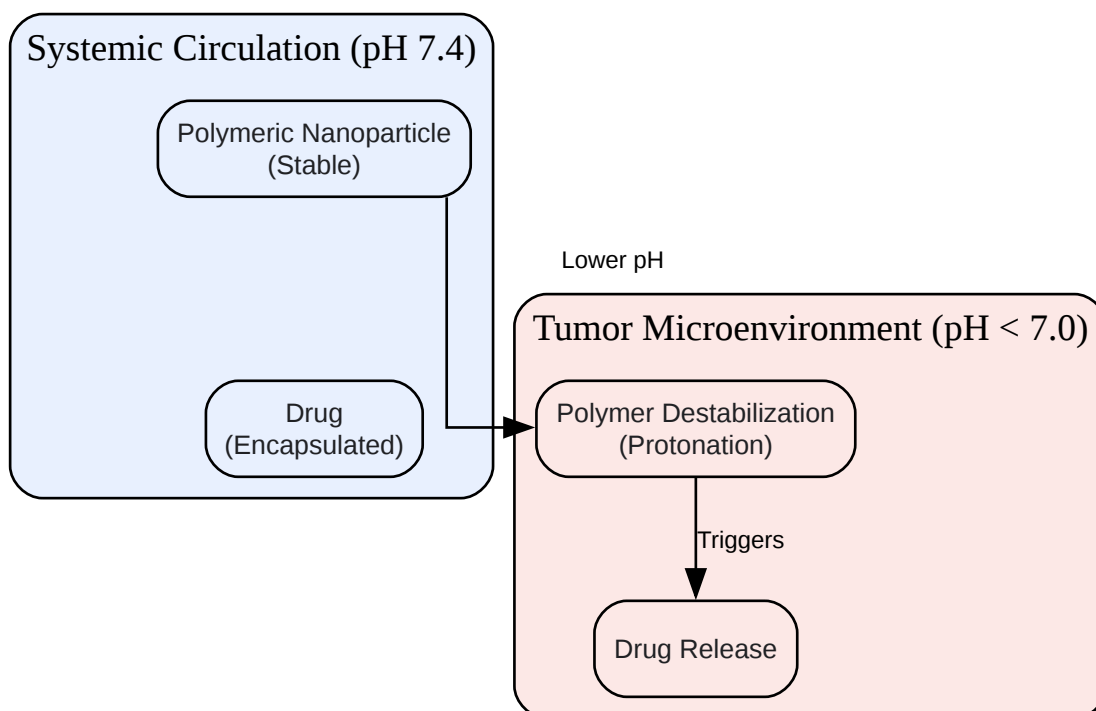 Systemic Circulation (pH 7.4)
Polymeric Nanoparticle
(Stable)
Drug
(Encapsulated)
Lower pH
Tumor Microenvironment (pH < 7.0)
Polymer Destabilization
(Protonation)
Triggers
Drug Release